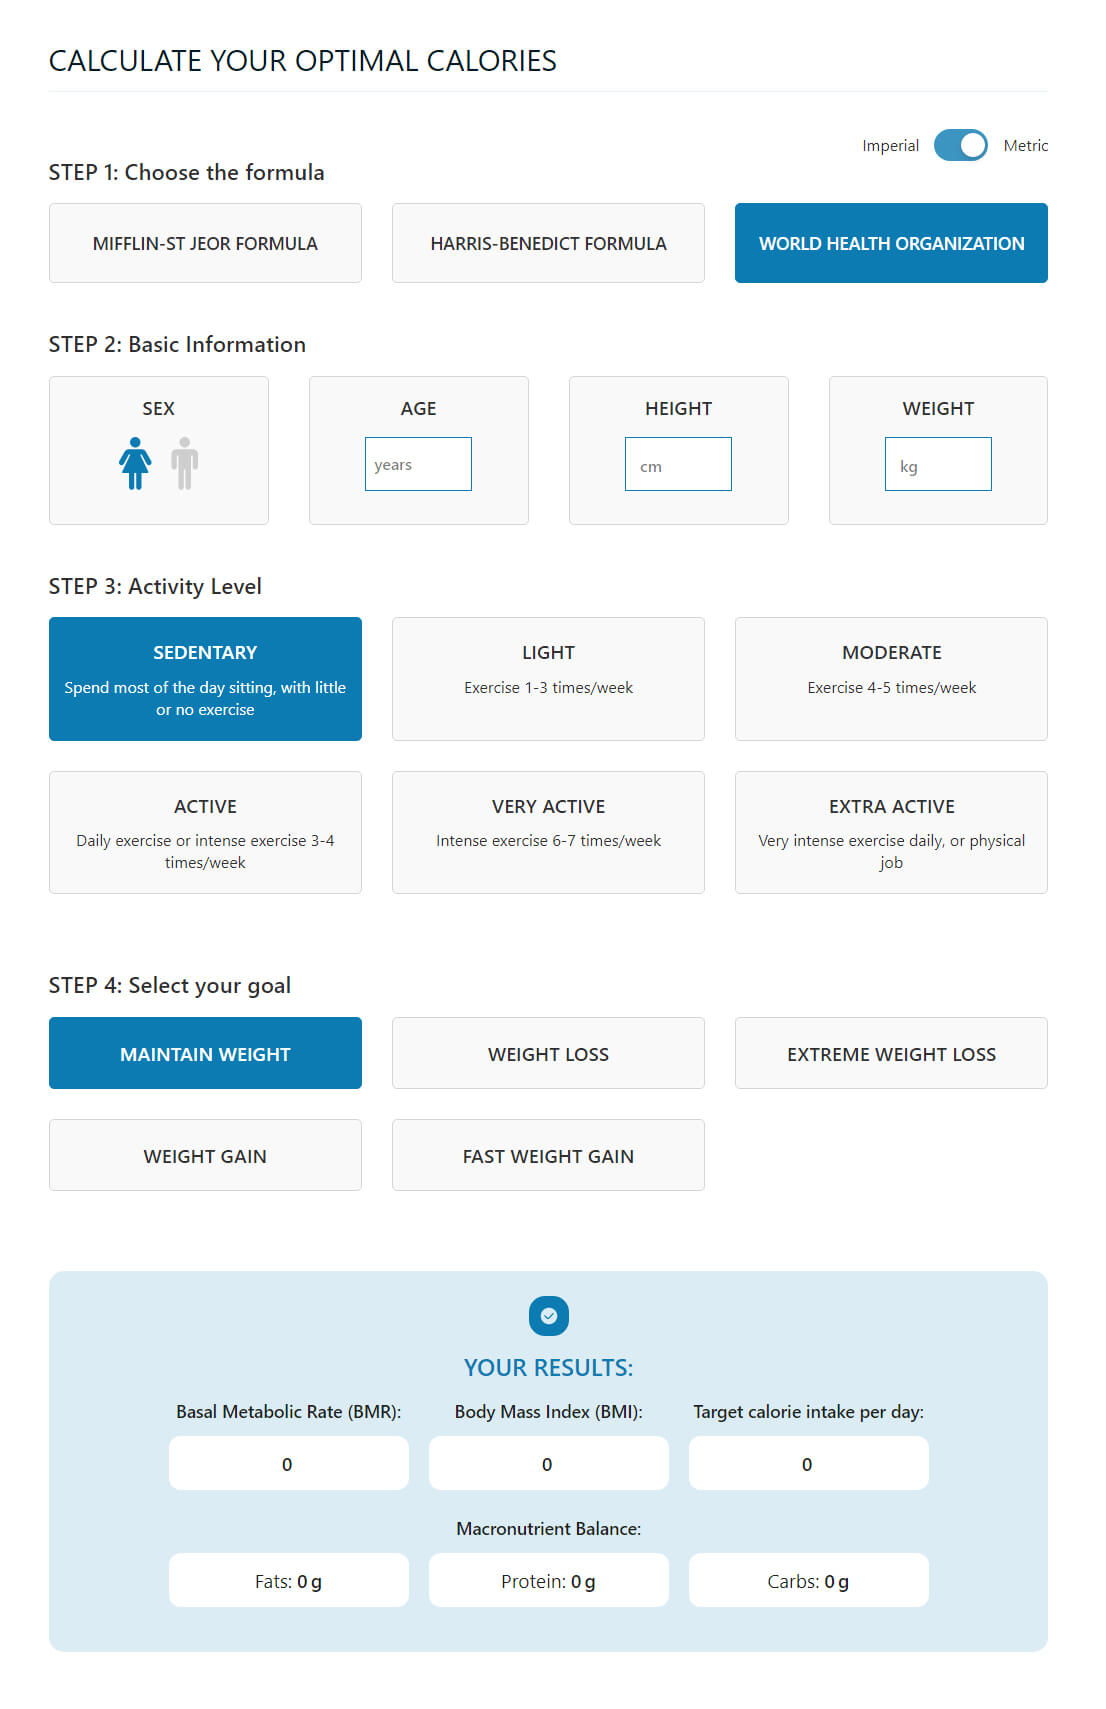 CALCULATE YOUR OPTIMAL CALORIES
Imperial Metric
STEP 1: Choose the formula
MIFFLIN-ST JEOR FORMULA
HARRIS-BENEDICT FORMULA
WORLD HEALTH ORGANIZATION
STEP 2: Basic Information
SEX
AGE
years
HEIGHT
cm
WEIGHT
kg
STEP 3: Activity Level
SEDENTARY
Spend most of the day sitting, with little
or no exercise
LIGHT
Exercise 1-3 times/week
MODERATE
Exercise 4-5 times/week
ACTIVE
Daily exercise or intense exercise 3-4
times/week
VERY ACTIVE
Intense exercise 6-7 times/week
EXTRA ACTIVE
Very intense exercise daily, or physical
job
STEP 4: Select your goal
MAINTAIN WEIGHT
WEIGHT LOSS
EXTREME WEIGHT LOSS
WEIGHT GAIN
FAST WEIGHT GAIN
YOUR RESULTS:
Basal Metabolic Rate (BMR):
0
Body Mass Index (BMI):
0
Target calorie intake per day:
0
Macronutrient Balance:
Fats: 0 g
Protein: 0 g
Carbs: 0 g